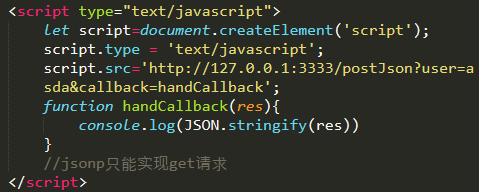 <script type="text/javascript">
let script=document.createElement('script');
script.type = 'text/javascript';
script.src='http://127.0.0.1:3333/postJson?user=a
sda&callback=handCallback';
function handCallback(res){
console.log(JSON.stringify(res))
}
//jsonp只能实现get请求
</script>